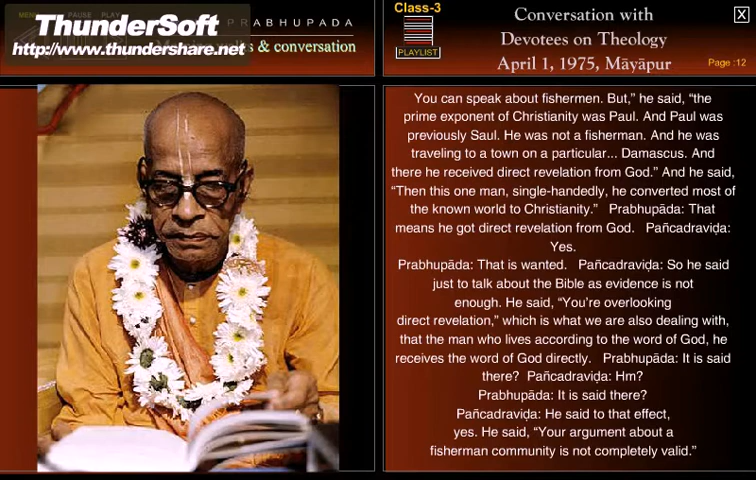 ThunderSoft
http://www.thundershare.net
PRABHUPADA
s & conversation
Class-3
PLAYLIST
Conversation with
Devotees on Theology
April 1, 1975, Māyāpur
X
Page :12
You can speak about fishermen. But,” he said, “the
prime exponent of Christianity was Paul. And Paul was
previously Saul. He was not a fisherman. And he was
traveling to a town on a particular... Damascus. And
there he received direct revelation from God.” And he said,
“Then this one man, single-handedly, he converted most of
the known world to Christianity.” Prabhupāda: That
means he got direct revelation from God. Pañcadraviḍa:
Yes.
Prabhupāda: That is wanted. Pañcadraviḍa: So he said
just to talk about the Bible as evidence is not
enough. He said, “You’re overlooking
direct revelation,” which is what we are also dealing with,
that the man who lives according to the word of God, he
receives the word of God directly. Prabhupāda: It is said
there? Pañcadraviḍa: Hm?
Prabhupāda: It is said there?
Pañcadraviḍa: He said to that effect,
yes. He said, “Your argument about a
fisherman community is not completely valid.”